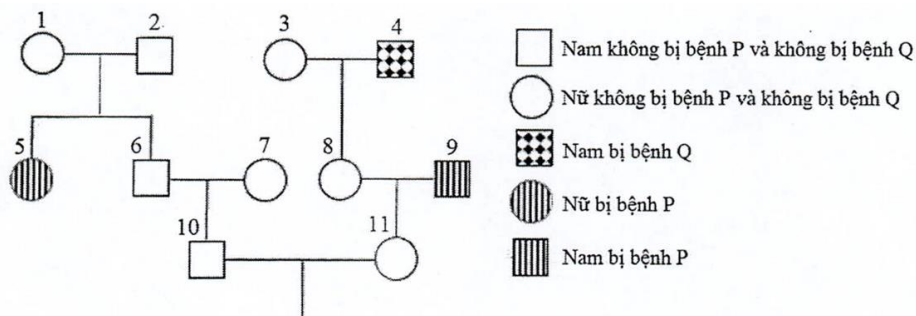 1
2
3
4
5
6
7
8
9
10
11
Nam không bị bệnh P và không bị bệnh Q
Nữ không bị bệnh P và không bị bệnh Q
Nam bị bệnh Q
Nữ bị bệnh P
Nam bị bệnh P